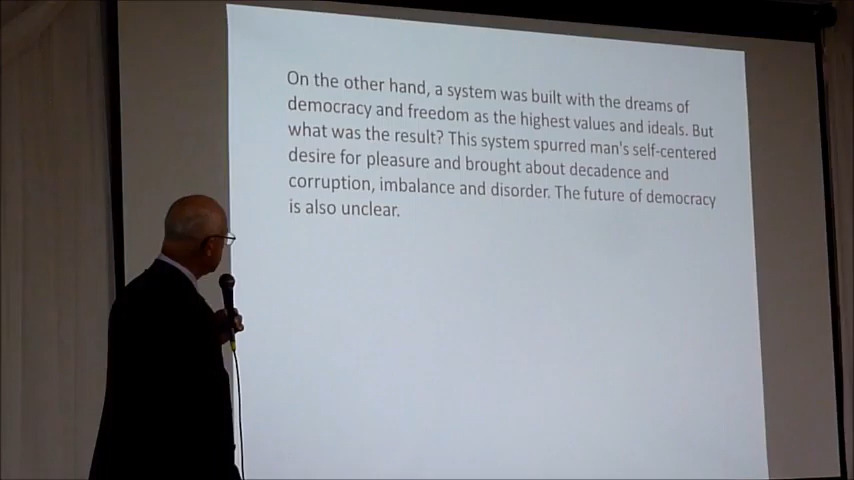 On the other hand, a system was built with the dreams of
democracy and freedom as the highest values and ideals. But
what was the result? This system spurred man's self-centered
desire for pleasure and brought about decadence and
corruption, imbalance and disorder. The future of democracy
is also unclear.